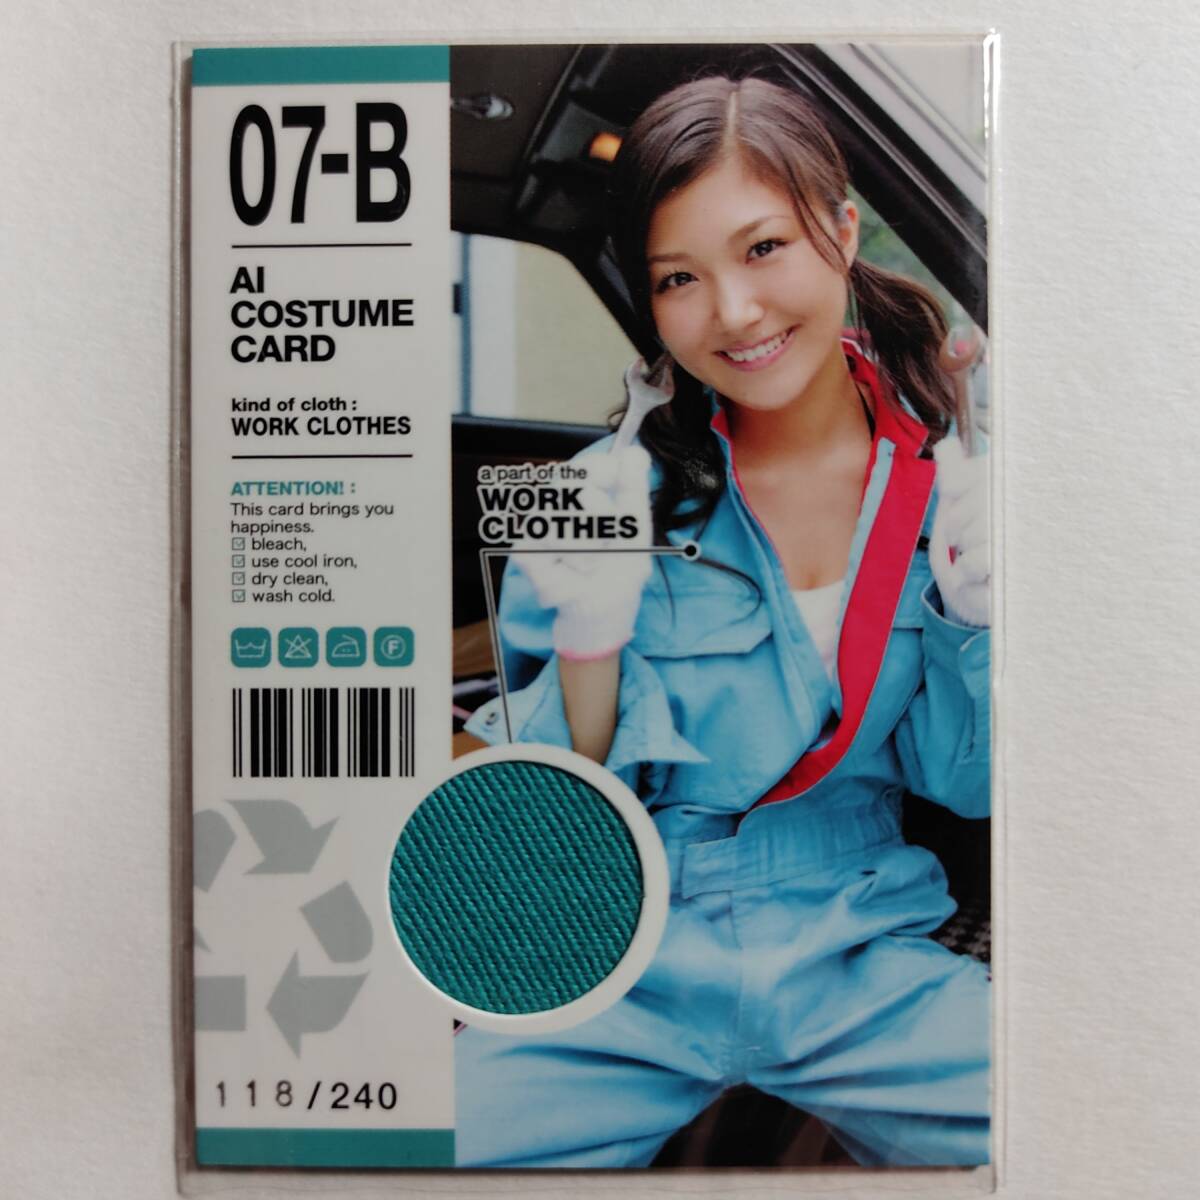 07-B
AI
COSTUME
CARD
kind of cloth :
WORK CLOTHES
ATTENTION! :
This card brings you
happiness.
bleach,
use cool iron,
dry clean,
wash cold.
F
a part of the
WORK
CLOTHES
118/240